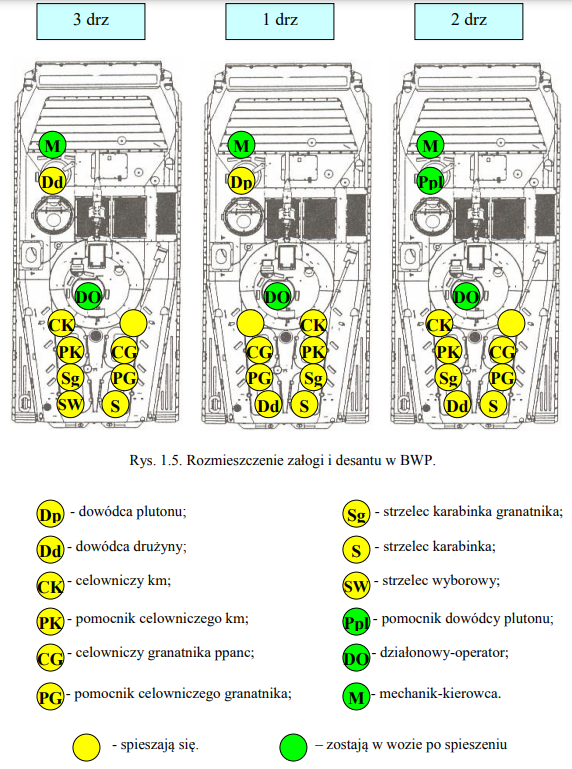 3 drz 1 drz 2 drz
M M M
Dd Dp Ppl
DO DO DO
CK CK CK
PK CG CG PK PK CG
Sg PG PG Sg Sg PG
SW S Dd S Dd S
Rys. 1.5. Rozmieszczenie załogi i desantu w BWP.
Dp - dowódca plutonu;
Dd - dowódca drużyny;
CK - celowniczy km;
PK - pomocnik celowniczego km;
CG - celowniczy granatnika ppanc;
PG - pomocnik celowniczego granatnika;
Sg - strzelec karabinka granatnika;
S - strzelec karabinka;
SW - strzelec wyborowy;
Ppl - pomocnik dowódcy plutonu;
DO - działonowy-operator;
M - mechanik-kierowca.
- spieszają się.
– zostają w wozie po spieszeniu